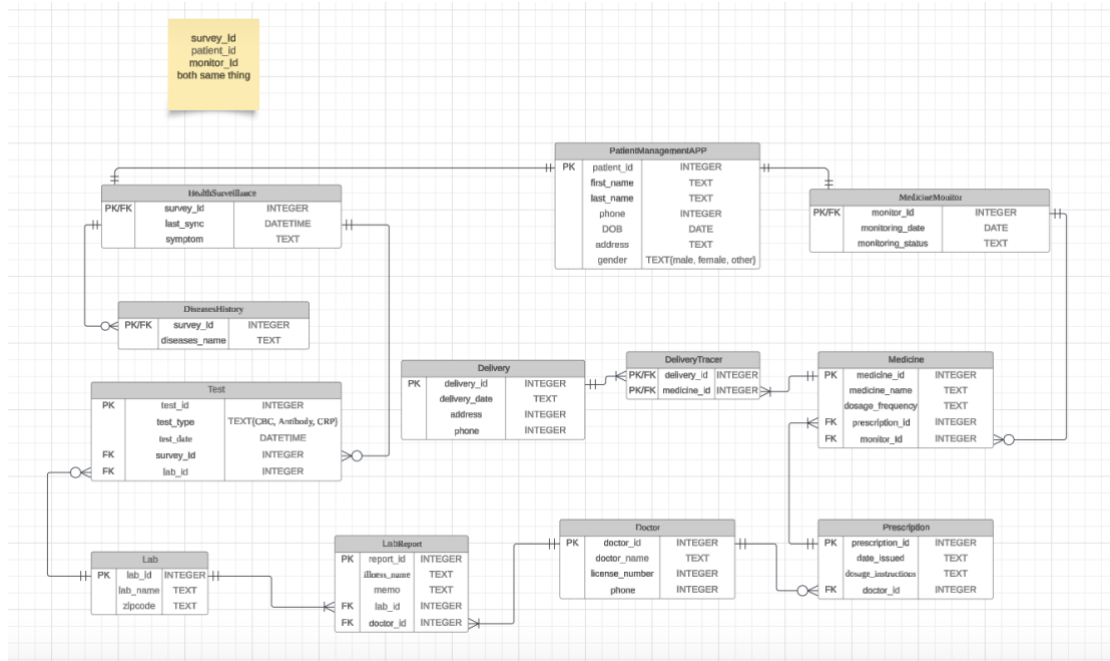 survey_Id
patient_id
monitor_Id
both same thing
PatientManagementAPP
PK patient_id INTEGER
first_name TEXT
last_name TEXT
phone INTEGER
DOB DATE
address TEXT
gender TEXT{male, female, other}
HealthSurveillance
PK/FK survey_Id INTEGER
last_sync DATETIME
symptom TEXT
MedicineMonitor
PK/FK monitor_Id INTEGER
monitoring_date DATE
monitoring_status TEXT
DiseasesHistory
PK/FK survey_Id INTEGER
diseases_name TEXT
Delivery
PK delivery_id INTEGER
delivery_date TEXT
address INTEGER
phone INTEGER
DeliveryTracer
PK/FK delivery_id INTEGER
PK/FK medicine_id INTEGER
Medicine
PK medicine_id INTEGER
medicine_name TEXT
dosage_frequency TEXT
FK prescription_id INTEGER
FK monitor_Id INTEGER
Test
PK test_id INTEGER
test_type TEXT{CBC, Antibody, CRP}
test_date DATETIME
FK survey_Id INTEGER
FK lab_id INTEGER
Lab
PK lab_id INTEGER
lab_name TEXT
zipcode TEXT
LabReport
PK report_id INTEGER
illness_name TEXT
memo TEXT
FK lab_id INTEGER
FK doctor_id INTEGER
Doctor
PK doctor_id INTEGER
doctor_name TEXT
license_number INTEGER
phone INTEGER
Prescription
PK prescription_id INTEGER
date_issued TEXT
dosage_instructions TEXT
FK doctor_id INTEGER